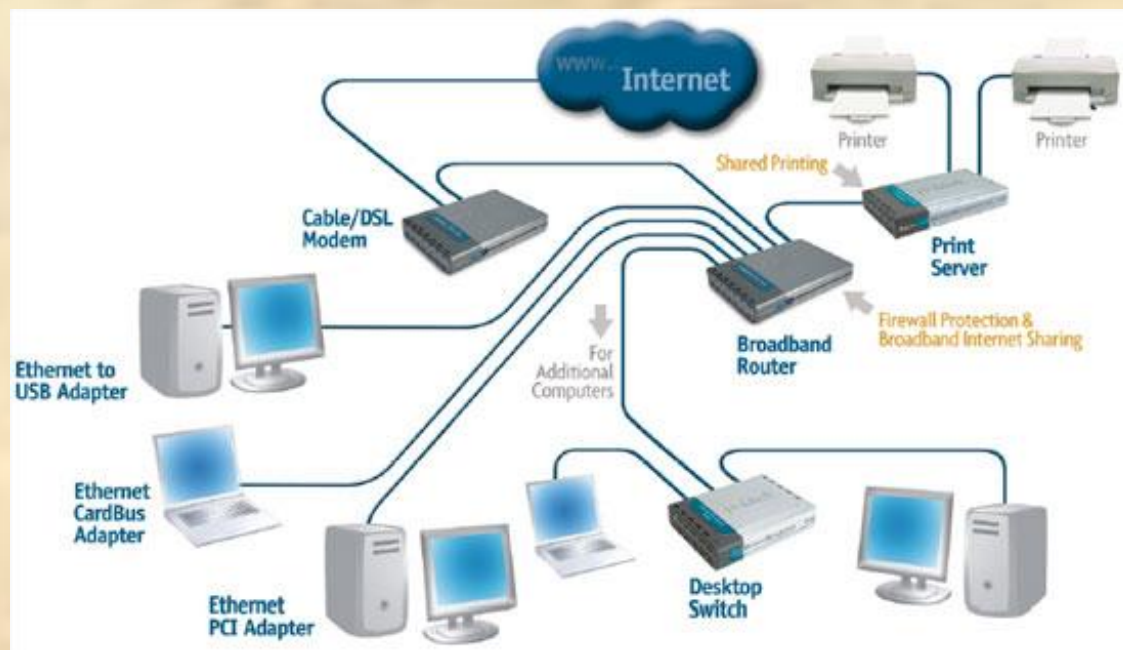 www... Internet
Printer
Printer
Shared Printing
Cable/DSL
Modem
Print
Server
Firewall Protection &
Broadband Internet Sharing
Broadband
Router
For
Additional
Computers
Ethernet to
USB Adapter
Ethernet
CardBus
Adapter
Ethernet
PCI Adapter
Desktop
Switch